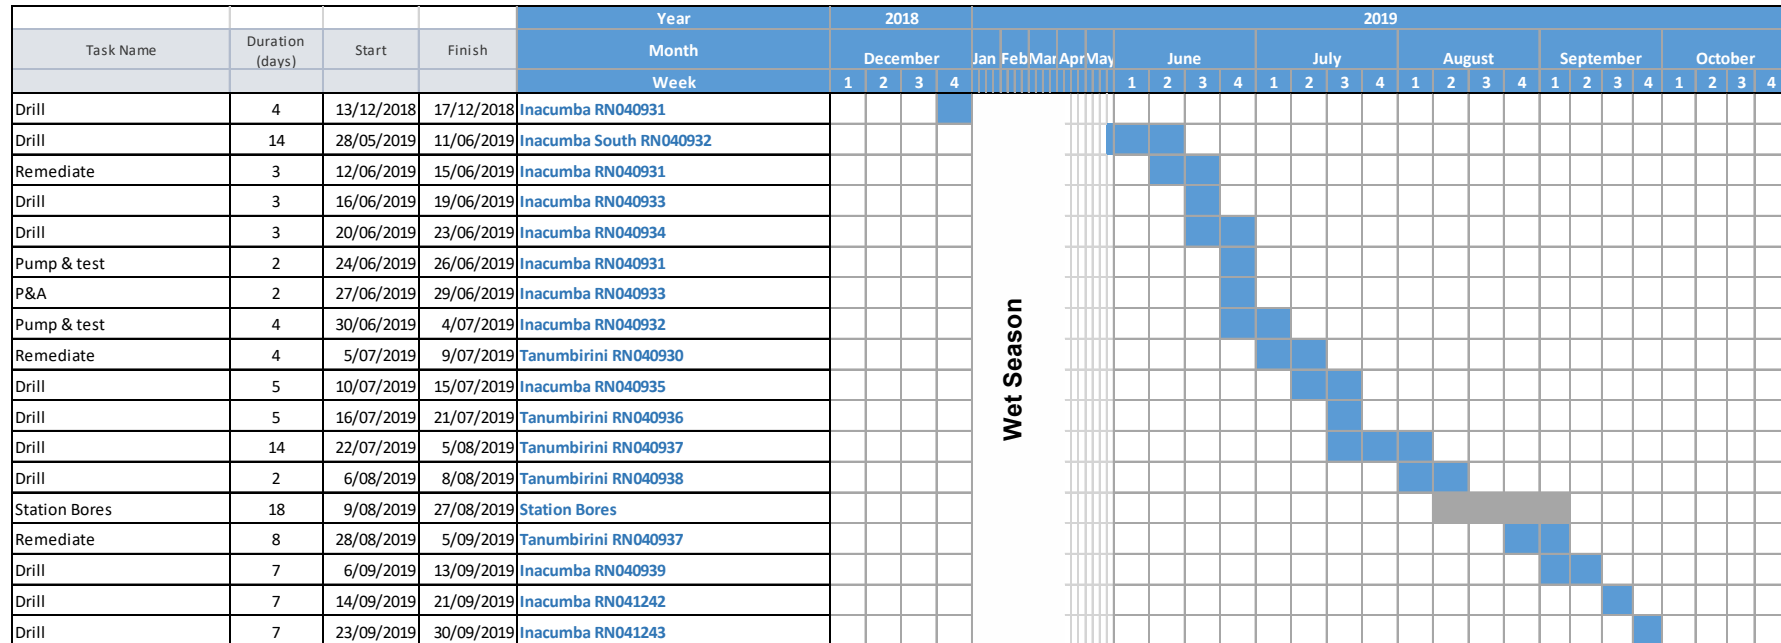 Year 2018 2019
Task Name Duration (days) Start Finish Month December Jan Feb Mar Apr May June July August September October
Week 1 2 3 4 1 2 3 4 1 2 3 4 1 2 3 4 1 2 3 4 1 2 3 4
Drill 4 13/12/2018 17/12/2018 Inacumba RN040931
Drill 14 28/05/2019 11/06/2019 Inacumba South RN040932
Remediate 3 12/06/2019 15/06/2019 Inacumba RN040931
Drill 3 16/06/2019 19/06/2019 Inacumba RN040933
Drill 3 20/06/2019 23/06/2019 Inacumba RN040934
Pump & test 2 24/06/2019 26/06/2019 Inacumba RN040931
P&A 2 27/06/2019 29/06/2019 Inacumba RN040933
Pump & test 4 30/06/2019 4/07/2019 Inacumba RN040932
Remediate 4 5/07/2019 9/07/2019 Tanumbirini RN040930
Drill 5 10/07/2019 15/07/2019 Inacumba RN040935
Drill 5 16/07/2019 21/07/2019 Tanumbirini RN040936
Drill 14 22/07/2019 5/08/2019 Tanumbirini RN040937
Drill 2 6/08/2019 8/08/2019 Tanumbirini RN040938
Station Bores 18 9/08/2019 27/08/2019 Station Bores
Remediate 8 28/08/2019 5/09/2019 Tanumbirini RN040937
Drill 7 6/09/2019 13/09/2019 Inacumba RN040939
Drill 7 14/09/2019 21/09/2019 Inacumba RN041242
Drill 7 23/09/2019 30/09/2019 Inacumba RN041243
Wet Season